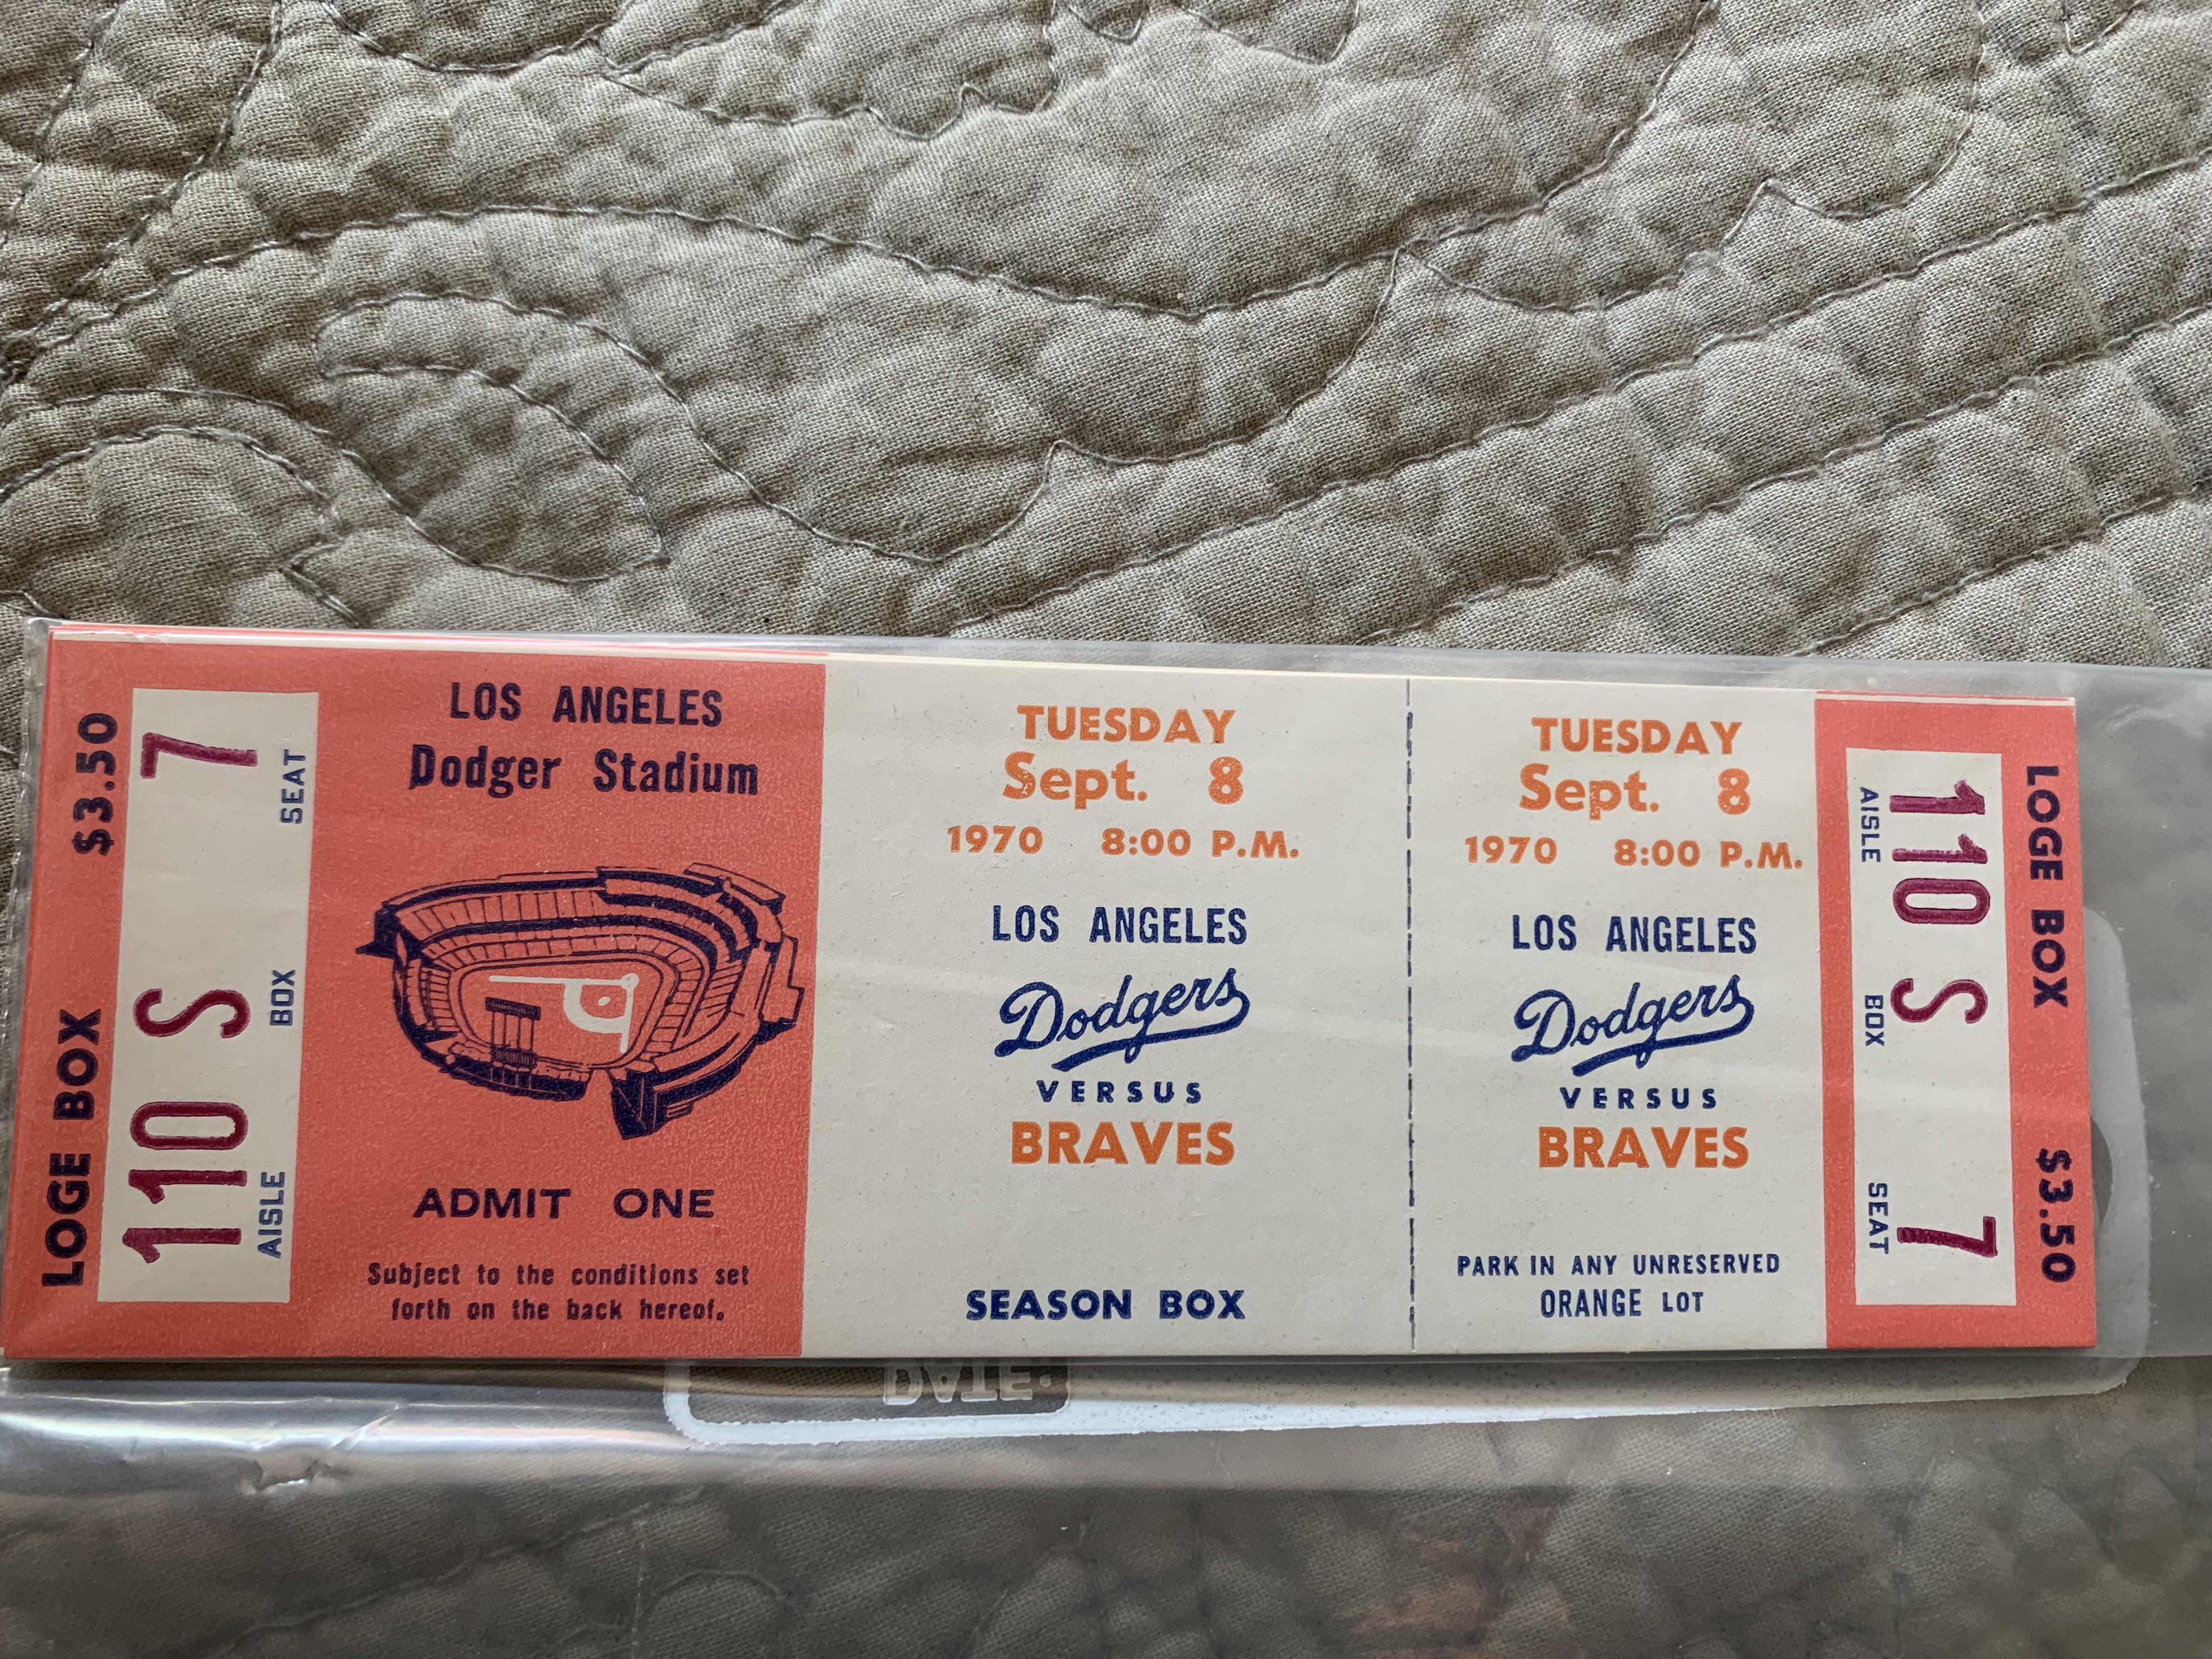 LOGE BOX $3.50
110 S 7
AISLE BOX SEAT
LOS ANGELES
Dodger Stadium
ADMIT ONE
Subject to the conditions set
forth on the back hereof.
TUESDAY
Sept. 8
1970 8:00 P.M.
LOS ANGELES
Dodgers
VERSUS
BRAVES
SEASON BOX
TUESDAY
Sept. 8
1970 8:00 P.M.
LOS ANGELES
Dodgers
VERSUS
BRAVES
PARK IN ANY UNRESERVED
ORANGE LOT
LOGE BOX $3.50
110 S 7
AISLE BOX SEAT
DATE: